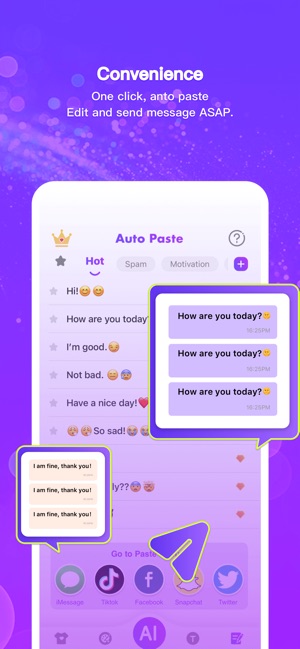 Convenience
One click, anto paste
Edit and send message ASAP.
Auto Paste
?
Hot
Spam
Motivation
+
Hi!😄😄
How are you today?
How are you today?🌞
16:25PM
How are you today?🌞
16:25PM
How are you today?🌞
16:25PM
I'm good.😄
Not bad. 😄😰
Have a nice day!❤️
🥵🥵So sad!😭😭
I am fine, thank you!
I am fine, thank you!
I am fine, thank you!
ly??
Go to Paste
iMessage
Tiktok
Facebook
Snapchat
Twitter
AI
T